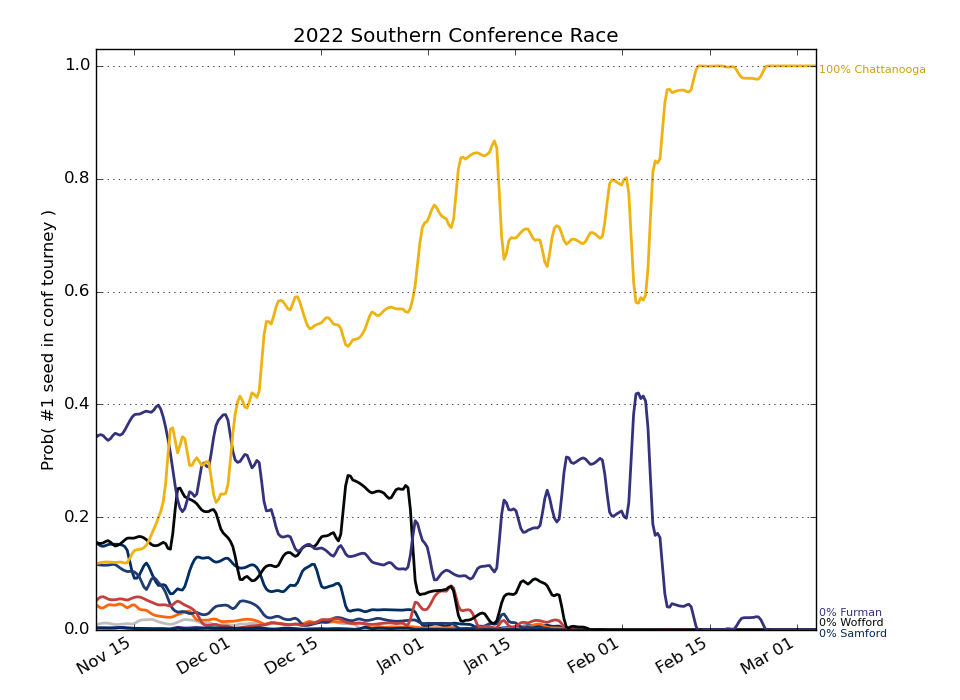 2022 Southern Conference Race
Prob( #1 seed in conf tourney )
1.0
0.8
0.6
0.4
0.2
0.0
Nov 15
Dec 01
Dec 15
Jan 01
Jan 15
Feb 01
Feb 15
Mar 01
100% Chattanooga
0% Furman
0% Wofford
0% Samford